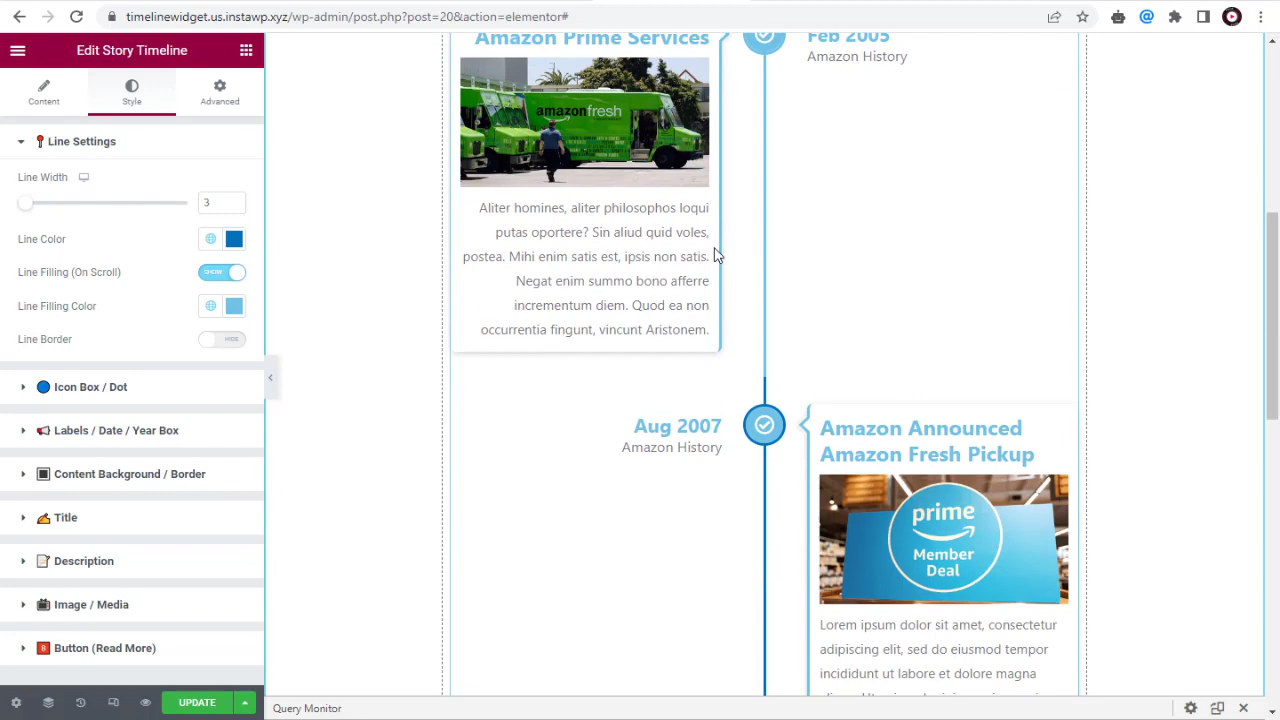 timelinewidget.us.instawp.xyz/wp-admin/post.php?post=20&action=elementor#
Edit Story Timeline
Content
Style
Advanced
Line Settings
Line Width
3
Line Color
Line Filling (On Scroll)
SHOW
Line Filling Color
Line Border
HIDE
Icon Box / Dot
Labels / Date / Year Box
Content Background / Border
Title
Description
Image / Media
Button (Read More)
UPDATE
Amazon Prime Services
amazonfresh
Aliter homines, aliter philosophos loqui
putas oportere? Sin aliud quid voles,
postea. Mihi enim satis est, ipsis non satis.
Negat enim summo bono afferre
incrementum diem. Quod ea non
occurrentia fingunt, vincunt Aristonem.
Feb 2005
Amazon History
Aug 2007
Amazon History
Amazon Announced
Amazon Fresh Pickup
prime
Member
Deal
Lorem ipsum dolor sit amet, consectetur
adipiscing elit, sed do eiusmod tempor
incididunt ut labore et dolore magna
Query Monitor